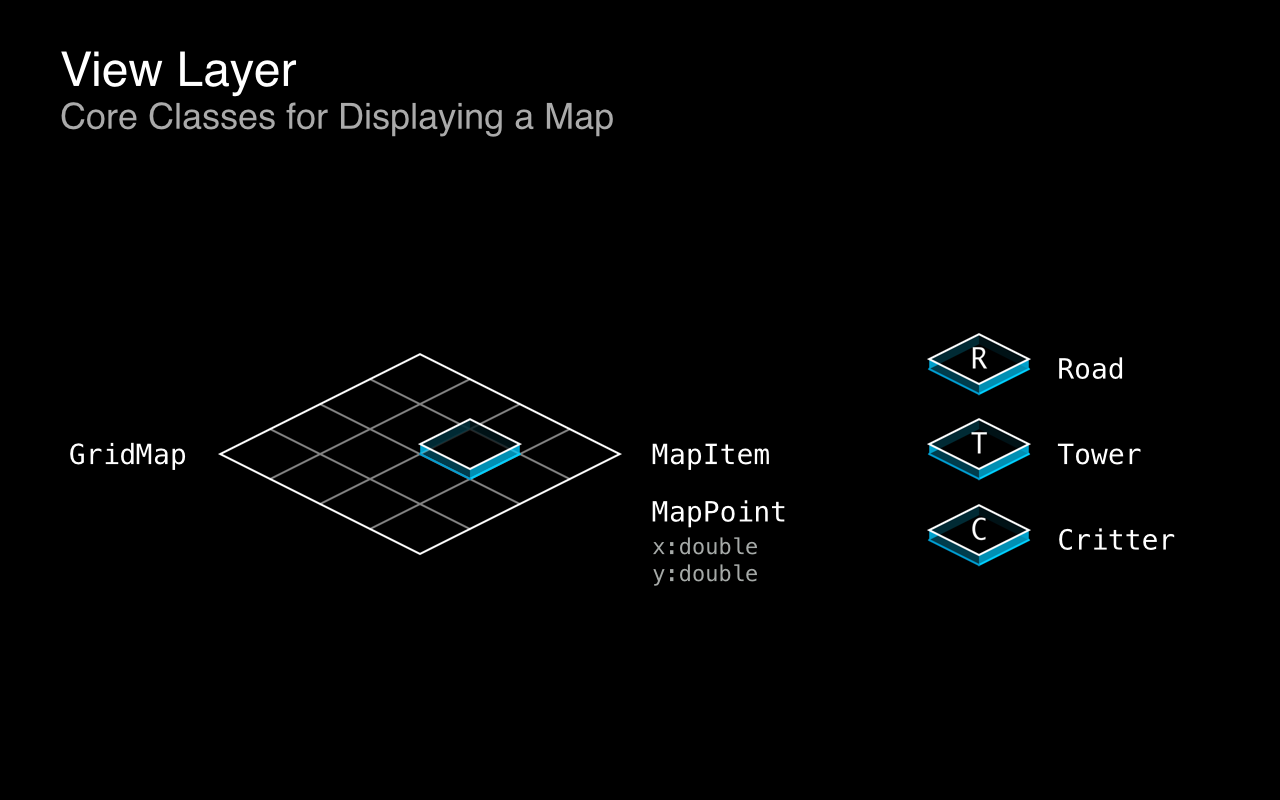 View Layer
Core Classes for Displaying a Map
GridMap
MapItem
MapPoint
x:double
y:double
R
Road
T
Tower
C
Critter